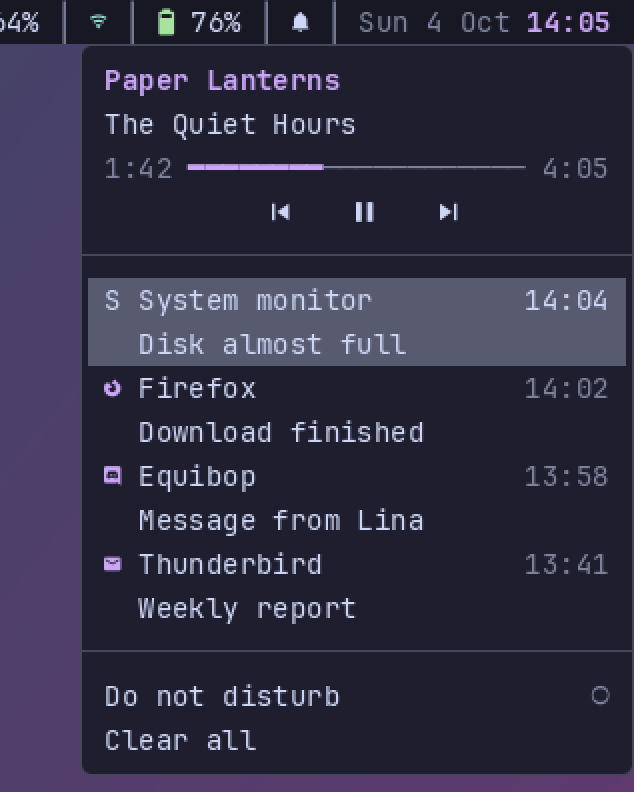 64% 76% Sun 4 Oct 14:05
Paper Lanterns
The Quiet Hours
1:42 4:05
S System monitor 14:04
Disk almost full
Firefox 14:02
Download finished
Equibop 13:58
Message from Lina
Thunderbird 13:41
Weekly report
Do not disturb
Clear all